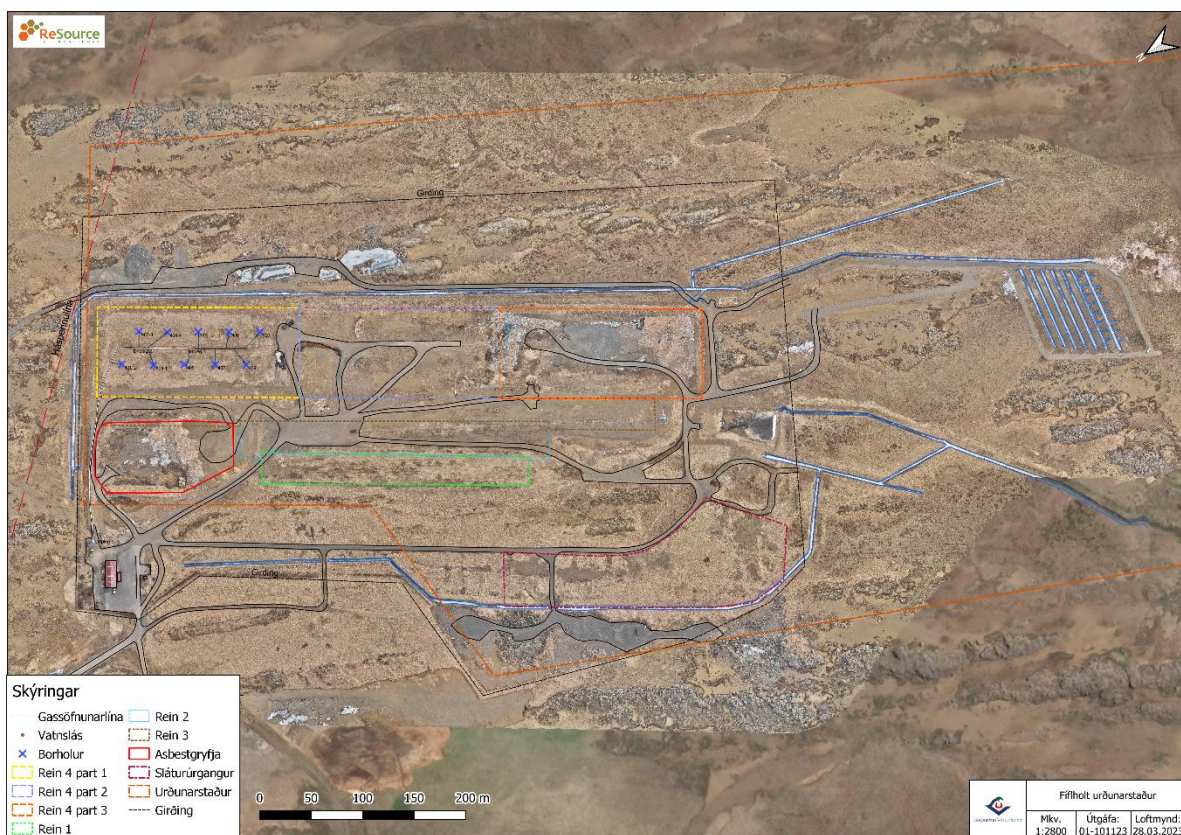 ReSource
Girðing
Háspennulína
Girðing
Skýringar
Gassöfnunarlína
Vatnslás
Borholur
Rein 4 part 1
Rein 4 part 2
Rein 4 part 3
Rein 1
Rein 2
Rein 3
Asbestgryfja
Sláturúrgangur
Urðunarstaður
Girðing
0 50 100 150 200 m
Fíflholt urðunarstaður
Mkv. Útgáfa: Loftmynd:
1:2800 01-101123 28.03.2023